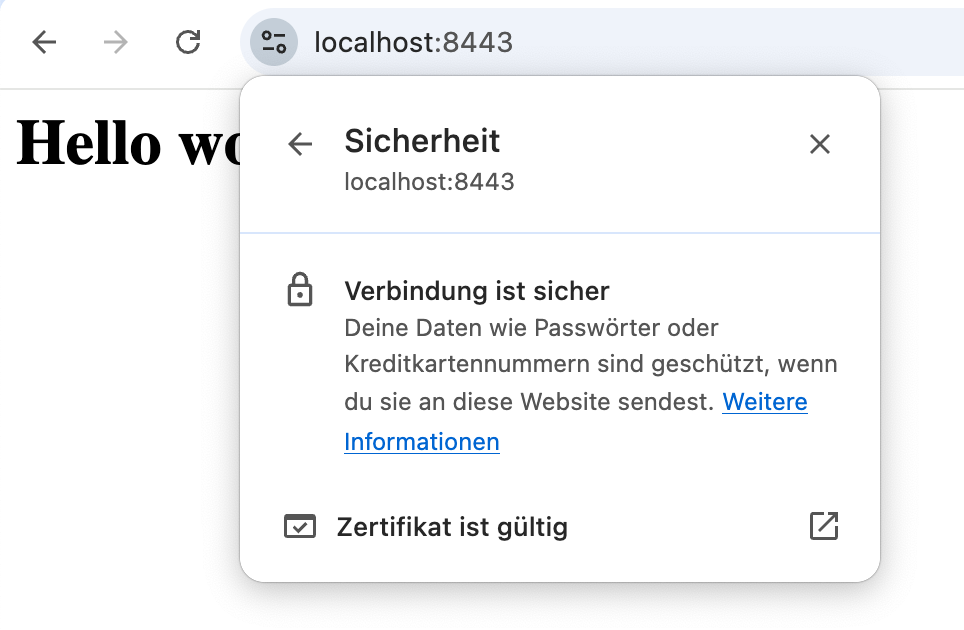 localhost:8443
Hello
Sicherheit
localhost:8443
Verbindung ist sicher
Deine Daten wie Passwörter oder
Kreditkartennummern sind geschützt, wenn
du sie an diese Website sendest. Weitere
Informationen
Zertifikat ist gültig